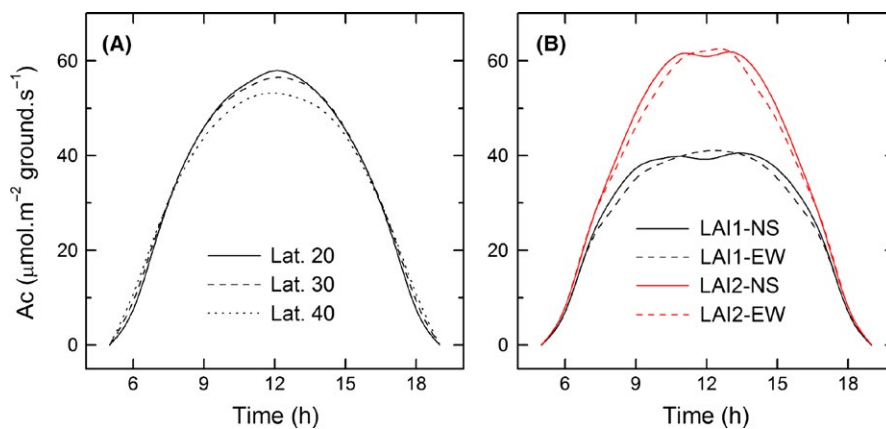 (A)
(B)
Ac (μmol.m⁻² ground.s⁻¹)
60
40
20
0
Lat. 20
Lat. 30
Lat. 40
6
9
12
15
18
Time (h)
60
40
20
0
LAI1-NS
LAI1-EW
LAI2-NS
LAI2-EW
6
9
12
15
18
Time (h)